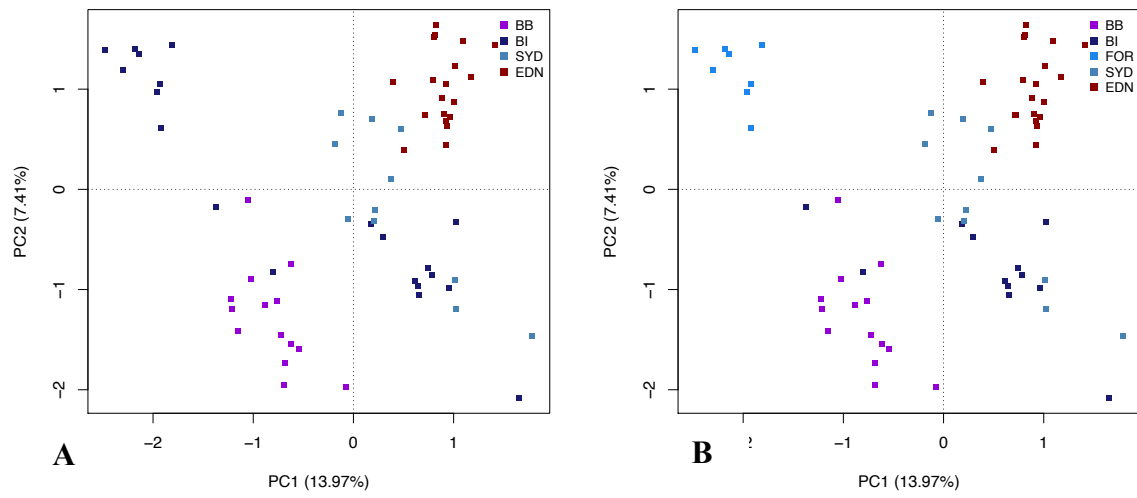 BB
BI
SYD
EDN
1
0
−1
−2
PC2 (7.41%)
−2 −1 0 1
PC1 (13.97%)
A
BB
BI
FOR
SYD
EDN
1
0
−1
−2
PC2 (7.41%)
−1 0 1
PC1 (13.97%)
B